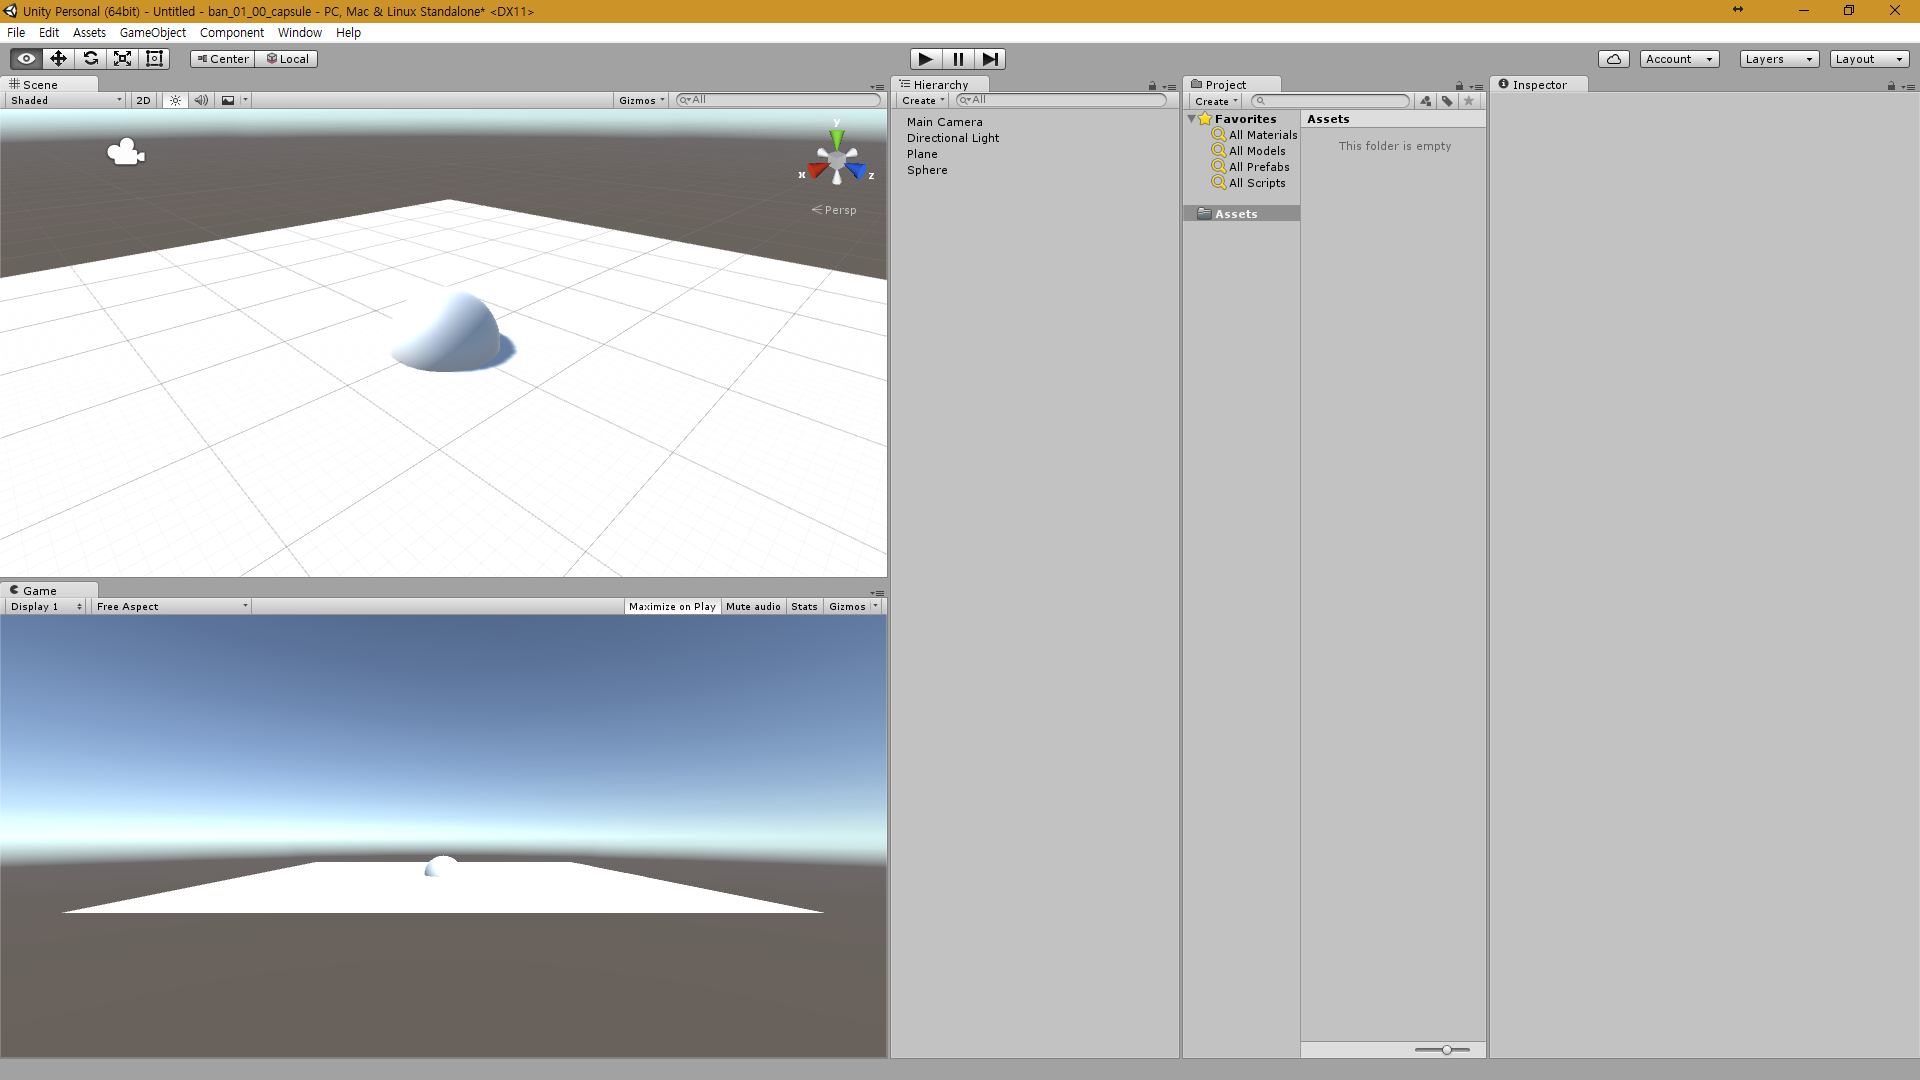 Unity Personal (64bit) - Untitled - ban_01_00_capsule - PC, Mac & Linux Standalone* <DX11>
File Edit Assets GameObject Component Window Help
Center Local Account Layers Layout
Scene
Shaded 2D Gizmos All
y
x z
Persp
Game
Display 1 Free Aspect Maximize on Play Mute audio Stats Gizmos
Hierarchy
Create All
Main Camera
Directional Light
Plane
Sphere
Project
Create
Favorites
All Materials
All Models
All Prefabs
All Scripts
Assets
Assets
This folder is empty
Inspector